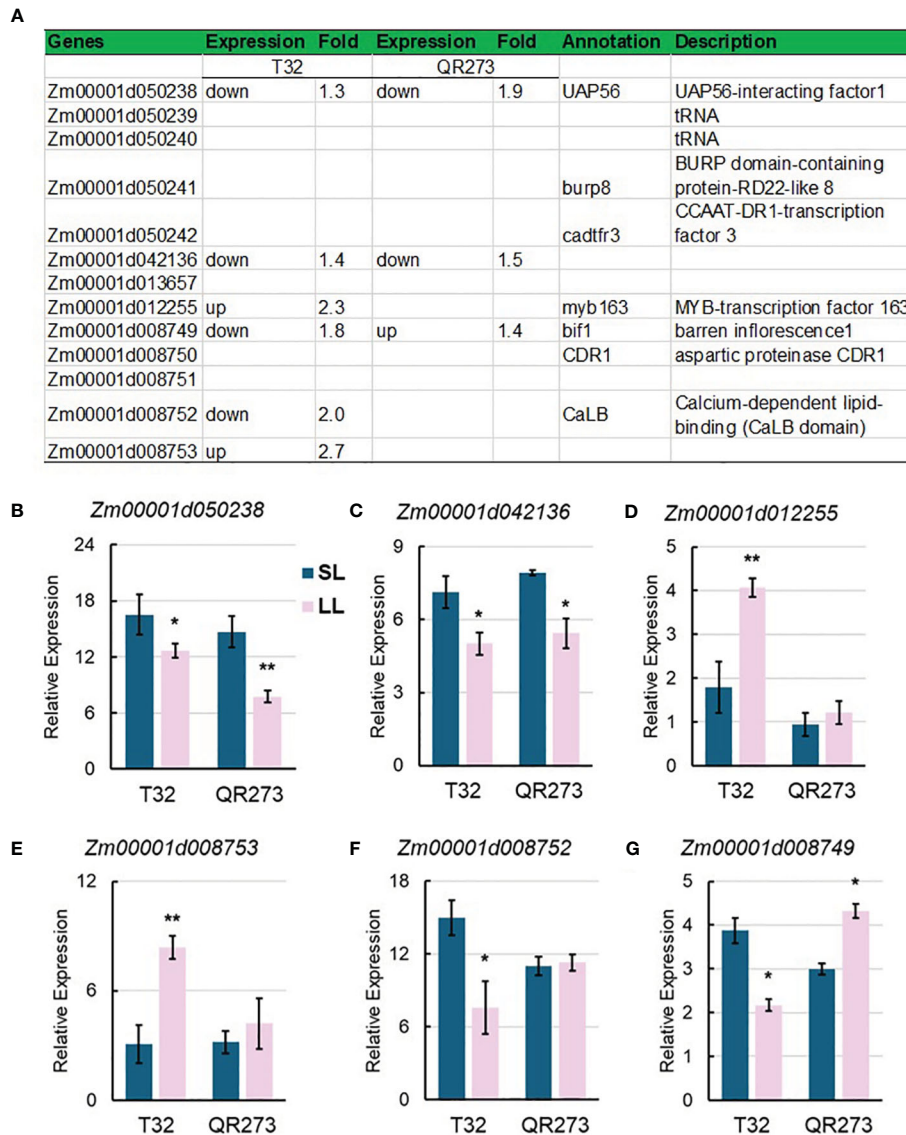 A
Genes Expression Fold Expression Fold Annotation Description
T32 QR273
Zm00001d050238 down 1.3 down 1.9 UAP56 UAP56-interacting factor1
Zm00001d050239 tRNA
Zm00001d050240 tRNA
BURP domain-containing
Zm00001d050241 burp8 protein-RD22-like 8
CCAAT-DR1-transcription
Zm00001d050242 cadtfr3 factor 3
Zm00001d042136 down 1.4 down 1.5
Zm00001d013657
Zm00001d012255 up 2.3 myb163 MYB-transcription factor 163
Zm00001d008749 down 1.8 up 1.4 bif1 barren inflorescence1
Zm00001d008750 CDR1 aspartic proteinase CDR1
Zm00001d008751
Calcium-dependent lipid-
Zm00001d008752 down 2.0 CaLB binding (CaLB domain)
Zm00001d008753 up 2.7
B Zm00001d050238
Relative Expression
24
18
12
6
0
* **
SL
LL
T32 QR273
C Zm00001d042136
Relative Expression
9
6
3
0
* *
T32 QR273
D Zm00001d012255
Relative Expression
5
4
3
2
1
0
**
T32 QR273
E Zm00001d008753
Relative Expression
12
6
0
**
T32 QR273
F Zm00001d008752
Relative Expression
18
12
6
0
*
T32 QR273
G Zm00001d008749
Relative Expression
5
4
3
2
1
0
* *
T32 QR273